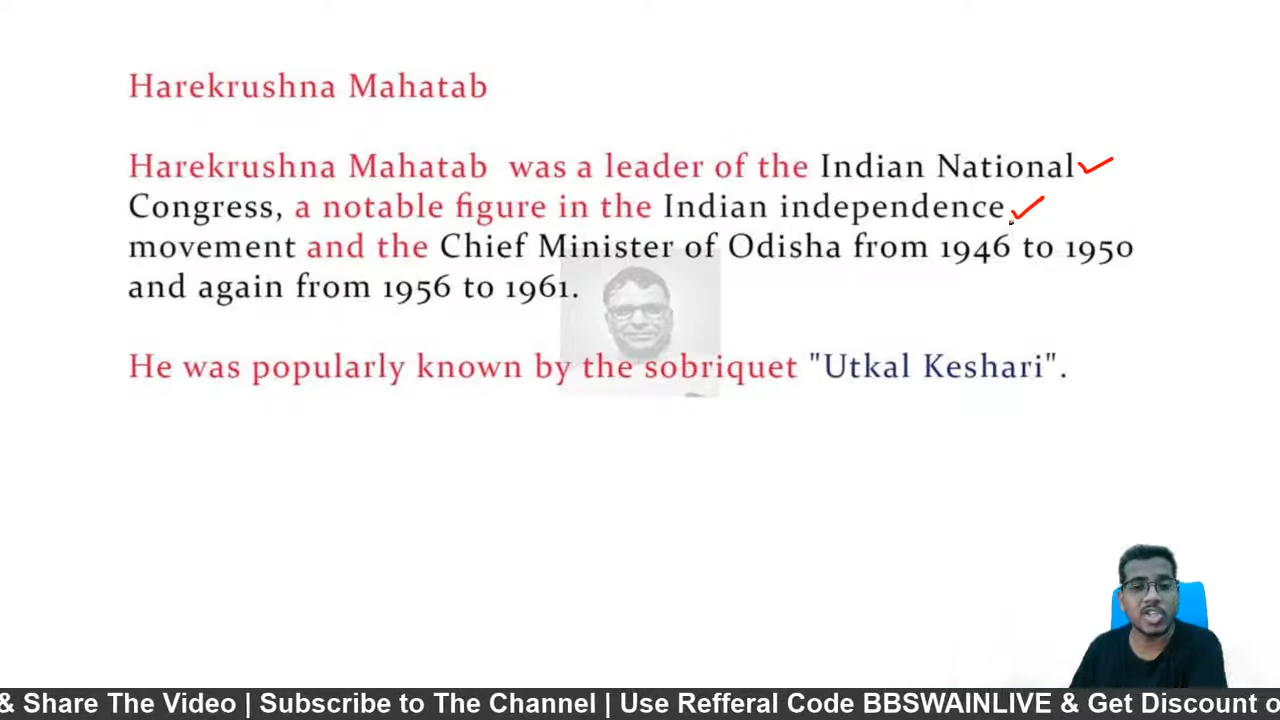 Harekrushna Mahatab
Harekrushna Mahatab was a leader of the Indian National
Congress, a notable figure in the Indian independence
movement and the Chief Minister of Odisha from 1946 to 1950
and again from 1956 to 1961.
He was popularly known by the sobriquet "Utkal Keshari".
& Share The Video | Subscribe to The Channel | Use Refferal Code BBSWAINLIVE & Get Discount o